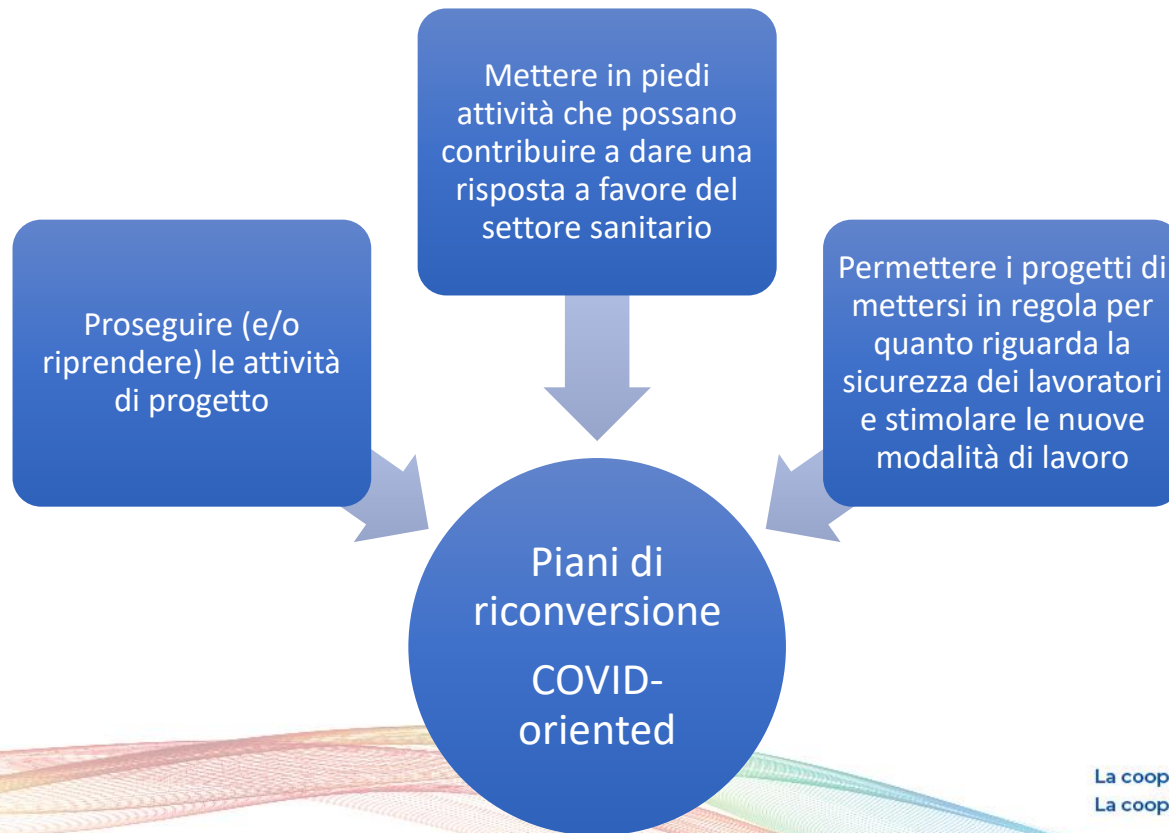 Mettere in piedi
attività che possano
contribuire a dare una
risposta a favore del
settore sanitario
Proseguire (e/o
riprendere) le attività
di progetto
Permettere i progetti di
mettersi in regola per
quanto riguarda la
sicurezza dei lavoratori
e stimolare le nuove
modalità di lavoro
Piani di
riconversione
COVID-
oriented
La coop
La coop